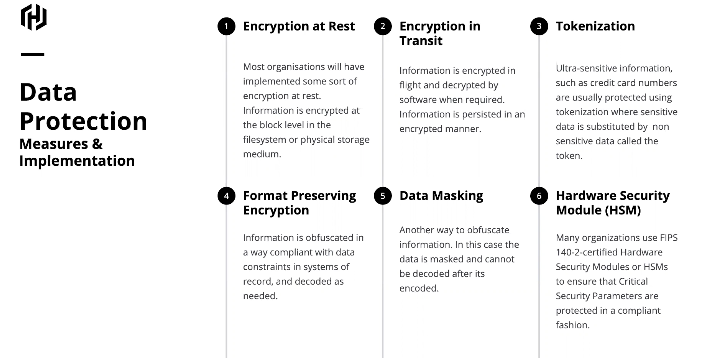 Data
Protection
Measures &
Implementation
1
Encryption at Rest
Most organisations will have
implemented some sort of
encryption at rest.
Information is encrypted at
the block level in the
filesystem or physical storage
medium.
2
Encryption in
Transit
Information is encrypted in
flight and decrypted by
software when required.
Information is persisted in an
encrypted manner.
3
Tokenization
Ultra-sensitive information,
such as credit card numbers
are usually protected using
tokenization where sensitive
data is substituted by  non
sensitive data called the
token.
4
Format Preserving
Encryption
Information is obfuscated in
a way compliant with data
constraints in systems of
record, and decoded as
needed.
5
Data Masking
Another way to obfuscate
information. In this case the
data is masked and cannot
be decoded after its
encoded.
6
Hardware Security
Module (HSM)
Many organizations use FIPS
140-2-certified Hardware
Security Modules or HSMs
to ensure that Critical
Security Parameters are
protected in a compliant
fashion.